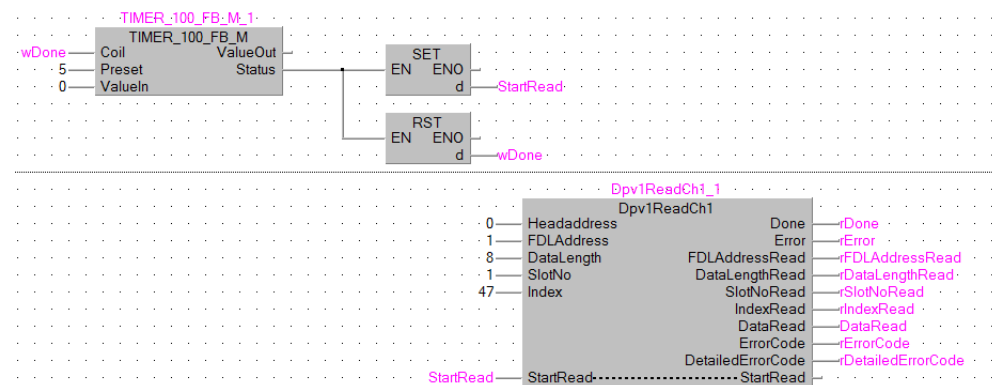 TIMER_100_FB_M_1
TIMER_100_FB_M
wDone Coil ValueOut
5 Preset Status
0 ValueIn
SET
EN ENO
d StartRead
RST
EN ENO
d wDone
Dpv1ReadCh1_1
Dpv1ReadCh1
0 Headaddress Done rDone
1 FDLAddress Error rError
8 DataLength FDLAddressRead rFDLAddressRead
1 SlotNo DataLengthRead rDataLengthRead
47 Index SlotNoRead rSlotNoRead
IndexRead rIndexRead
DataRead DataRead
ErrorCode rErrorCode
DetailedErrorCode rDetailedErrorCode
StartRead StartRead StartRead